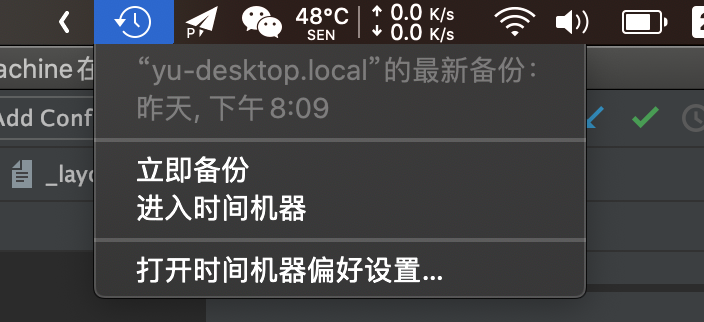 48°C
SEN
0.0 K/s
0.0 K/s
P
achine在
“yu-desktop.local”的最新备份：
昨天, 下午 8:09
Add Conf
立即备份
_layo
进入时间机器
打开时间机器偏好设置...